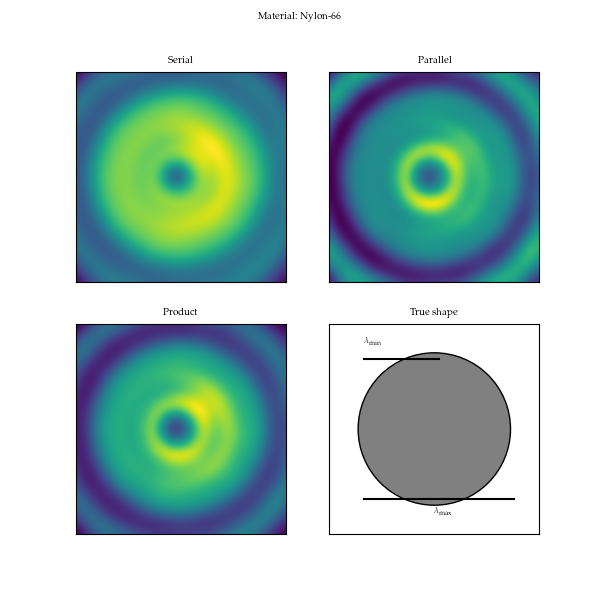 Material: Nylon-66
Serial
Parallel
Product
True shape
λmin
λmax